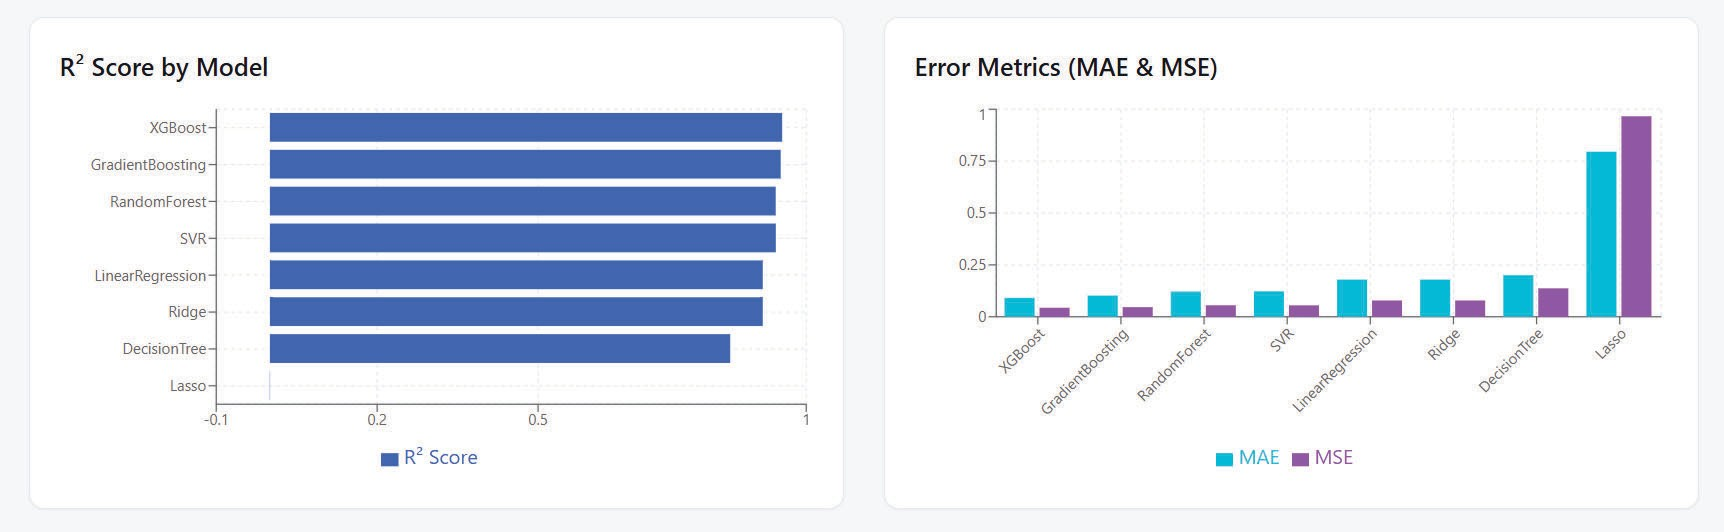 R² Score by Model
XGBoost
GradientBoosting
RandomForest
SVR
LinearRegression
Ridge
DecisionTree
Lasso
-0.1 0.2 0.5 1
R² Score
Error Metrics (MAE & MSE)
1
0.75
0.5
0.25
0
XGBoost GradientBoosting RandomForest SVR LinearRegression Ridge DecisionTree Lasso
MAE MSE